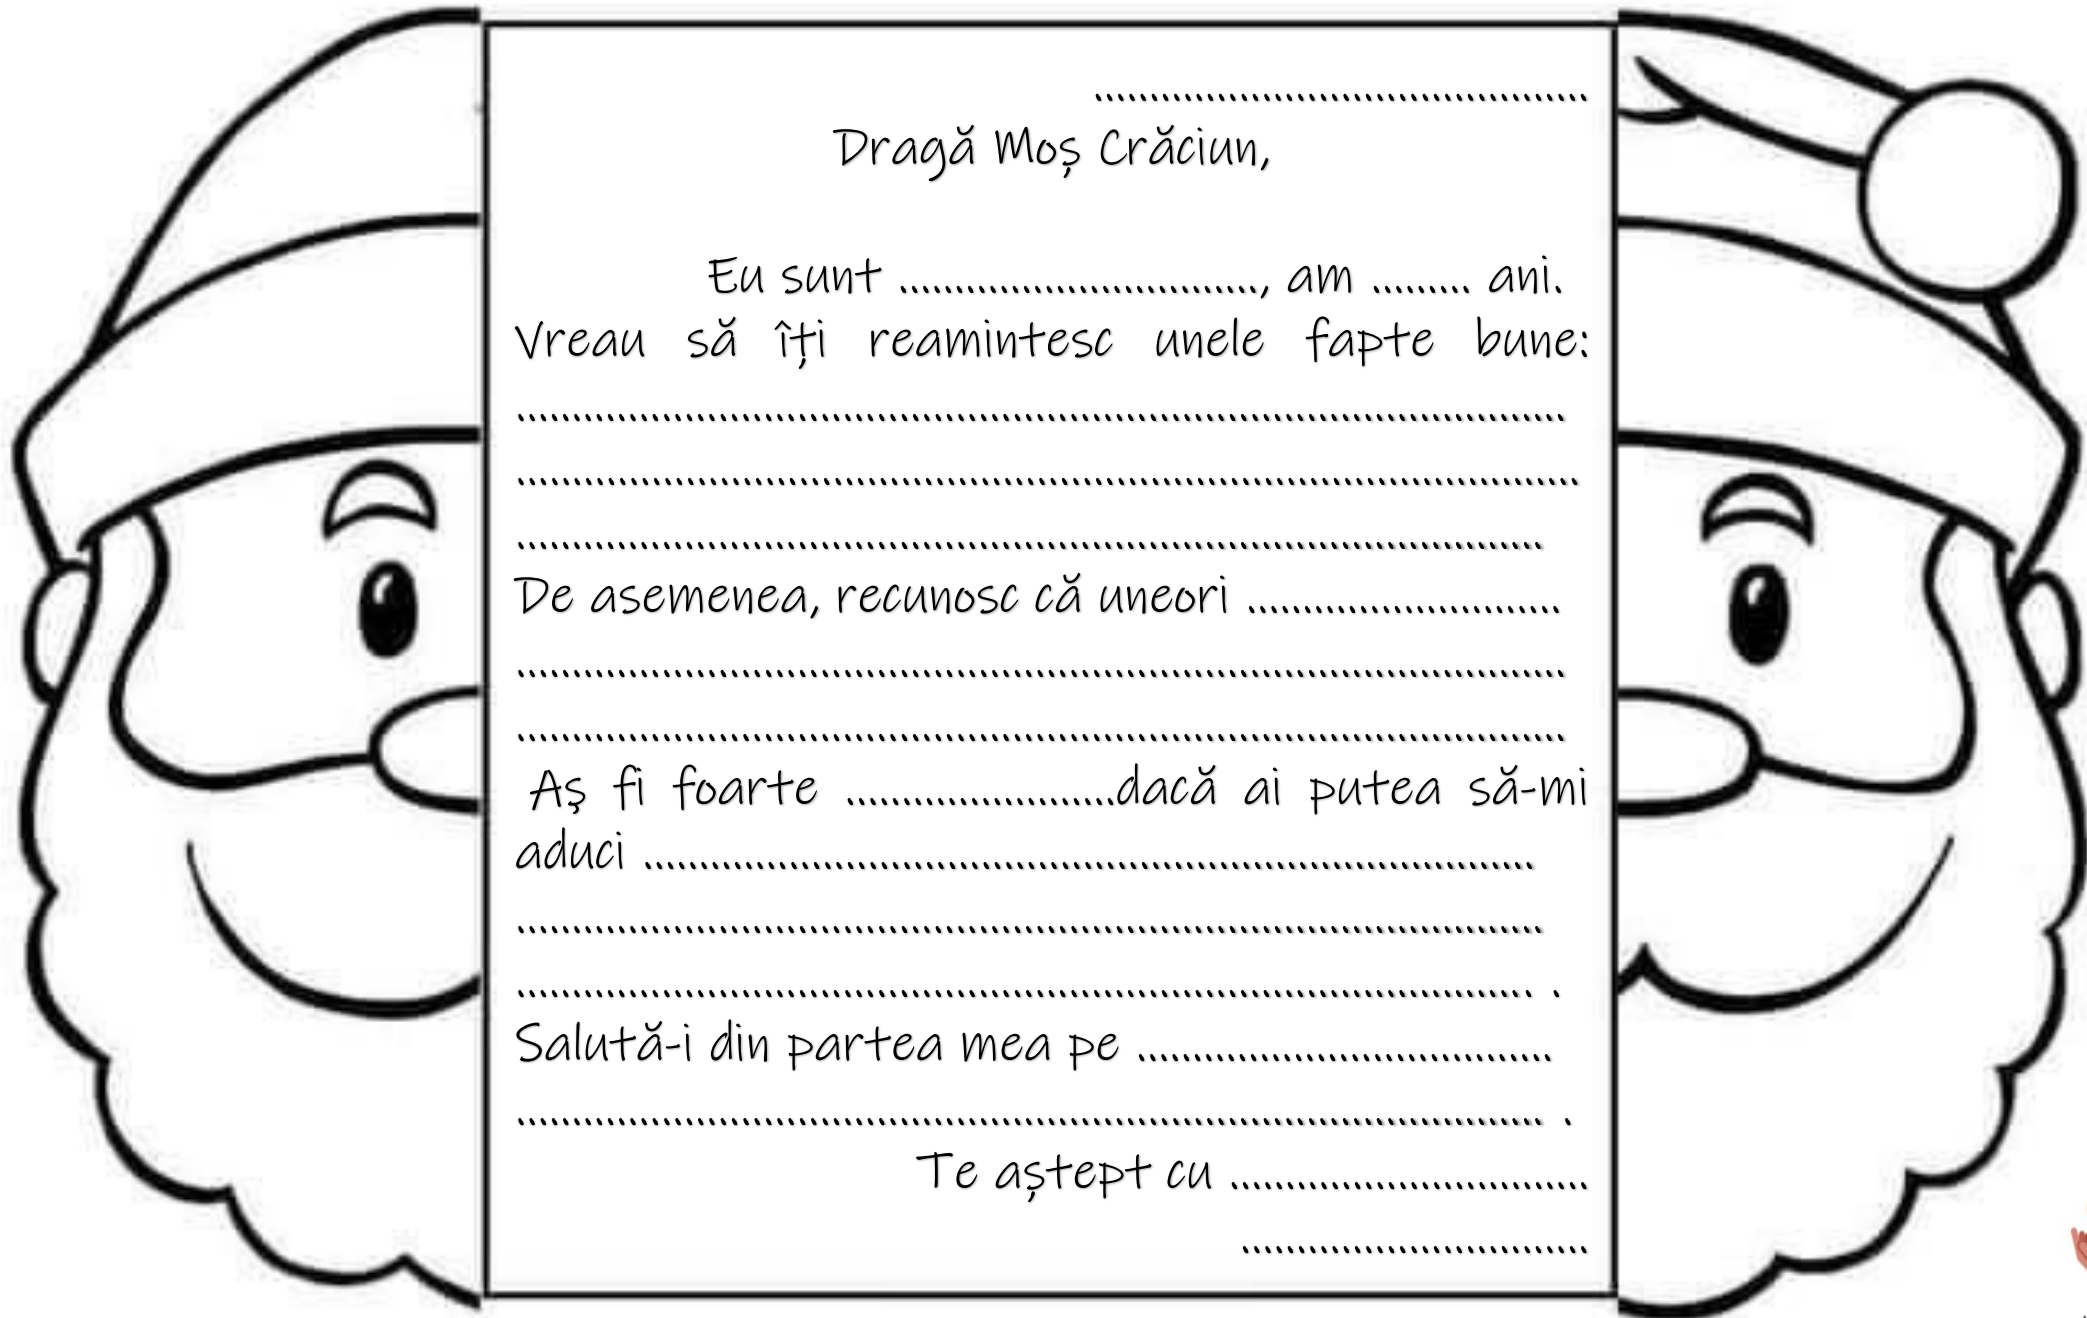 ............................................
Dragă Moș Crăciun,
Eu sunt ................................, am ......... ani.
Vreau să îți reamintesc unele fapte bune:
..............................................................................................
...............................................................................................
............................................................................................
De asemenea, recunosc că uneori ............................
..............................................................................................
..............................................................................................
Aş fi foarte ........................dacă ai putea să-mi
aduci ................................................................................
............................................................................................
........................................................................................... .
Salută-i din partea mea pe .....................................
............................................................................................ .
Te aștept cu ................................
...............................